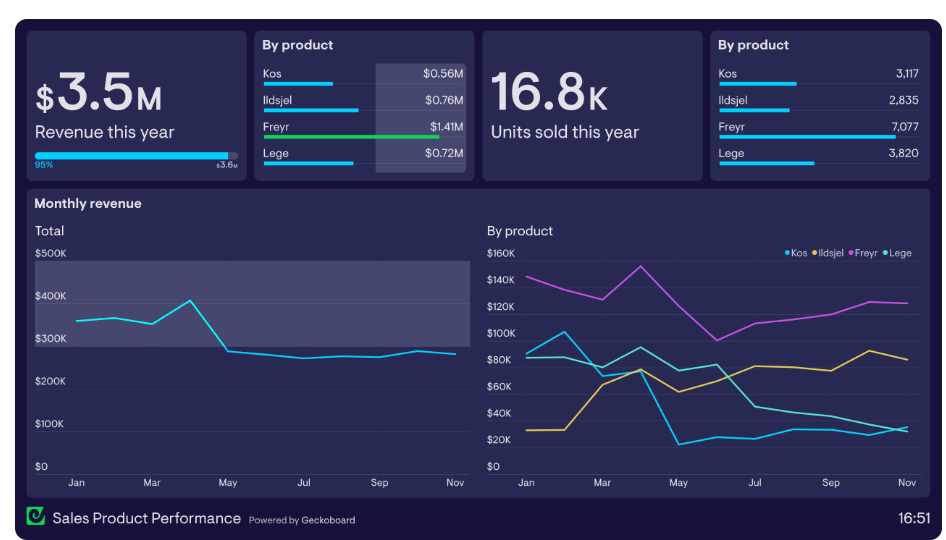 $3.5M
Revenue this year
95% $3.6M
By product
Kos $0.56M
Ildsjel $0.76M
Freyr $1.41M
Lege $0.72M
16.8K
Units sold this year
By product
Kos 3,117
Ildsjel 2,835
Freyr 7,077
Lege 3,820
Monthly revenue
Total
$500K
$400K
$300K
$200K
$100K
$0
Jan Mar May Jul Sep Nov
By product
Kos Ildsjel Freyr Lege
$160K
$140K
$120K
$100K
$80K
$60K
$40K
$20K
$0
Jan Mar May Jul Sep Nov
Sales Product Performance Powered by Geckoboard 16:51